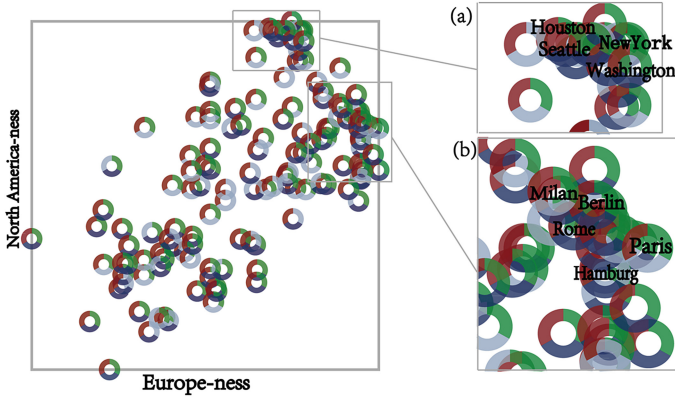 (a)
Houston
NewYork
Seattle
Washington
(b)
Milan
Berlin
Rome
Paris
Hamburg
North America-ness
Europe-ness